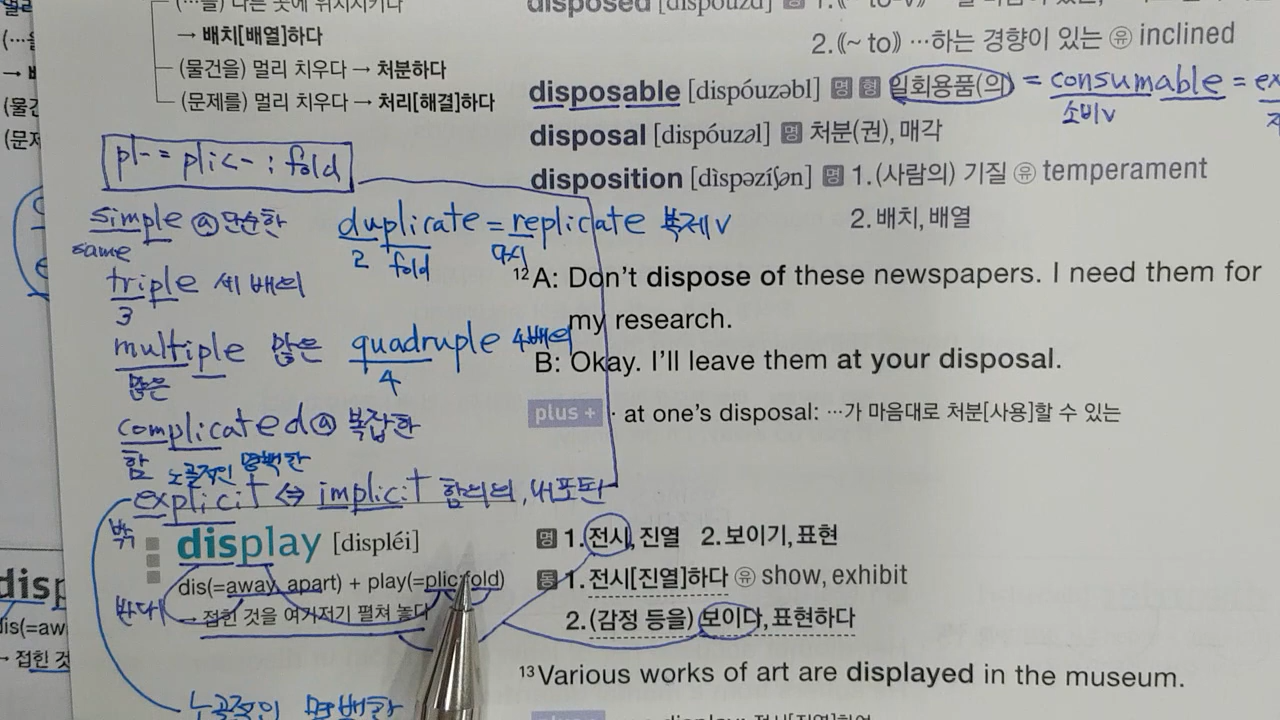 → 배치[배열]하다
(물건을) 멀리 치우다 → 처분하다
(문제를) 멀리 치우다 → 처리[해결]하다
pl- = plic- : fold
simple ⓐ 단순한
same
duplicate = replicate 복제v
2 fold 다시
triple 세 배의
3
multiple 많은
많은
quadruple 4배의
4
complicated ⓐ 복잡한
함
노골적인 명백한
explicit ⇔ implicit 함의의, 내포된
밖
display [displéi]
dis(=away, apart) + play(=plic: fold)
반대
→ 접힌 것을 여기저기 펼쳐 놓다
노골적인 명백한
2. ((~ to)) …하는 경향이 있는 ㊒ inclined
disposable [dispóuzəbl] 명 형 일회용품(의) = consumable = ex
소비v
disposal [dispóuzəl] 명 처분(권), 매각
disposition [dìspəzíʃən] 명 1. (사람의) 기질 ㊒ temperament
2. 배치, 배열
12 A: Don't dispose of these newspapers. I need them for
my research.
B: Okay. I'll leave them at your disposal.
plus + · at one's disposal: …가 마음대로 처분[사용]할 수 있는
명 1. 전시, 진열 2. 보이기, 표현
동 1. 전시[진열]하다 ㊒ show, exhibit
2. (감정 등을) 보이다, 표현하다
13 Various works of art are displayed in the museum.